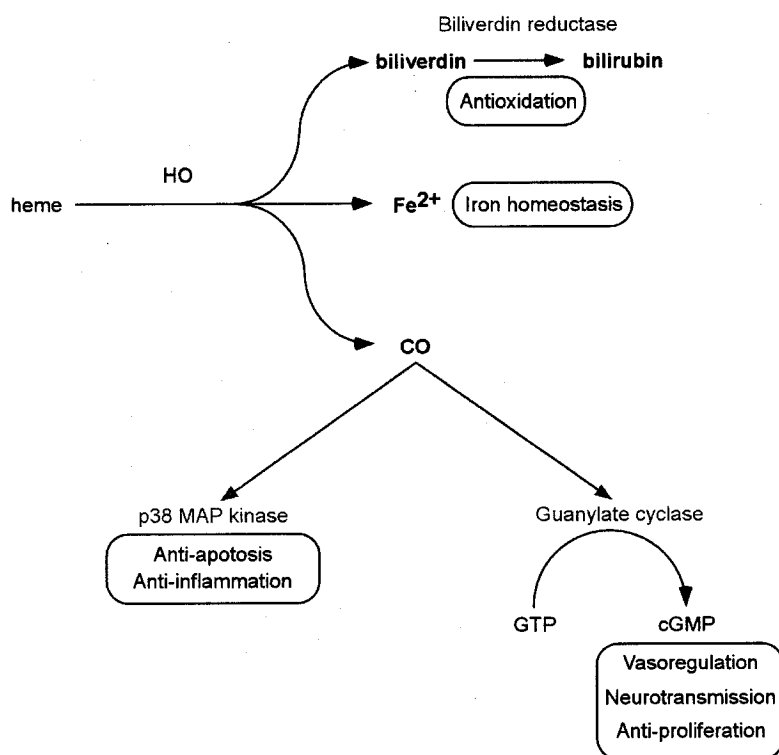 Biliverdin reductase
biliverdin
bilirubin
Antioxidation
HO
heme
Fe2+
Iron homeostasis
CO
p38 MAP kinase
Anti-apotosis
Anti-inflammation
Guanylate cyclase
GTP
cGMP
Vasoregulation
Neurotransmission
Anti-proliferation